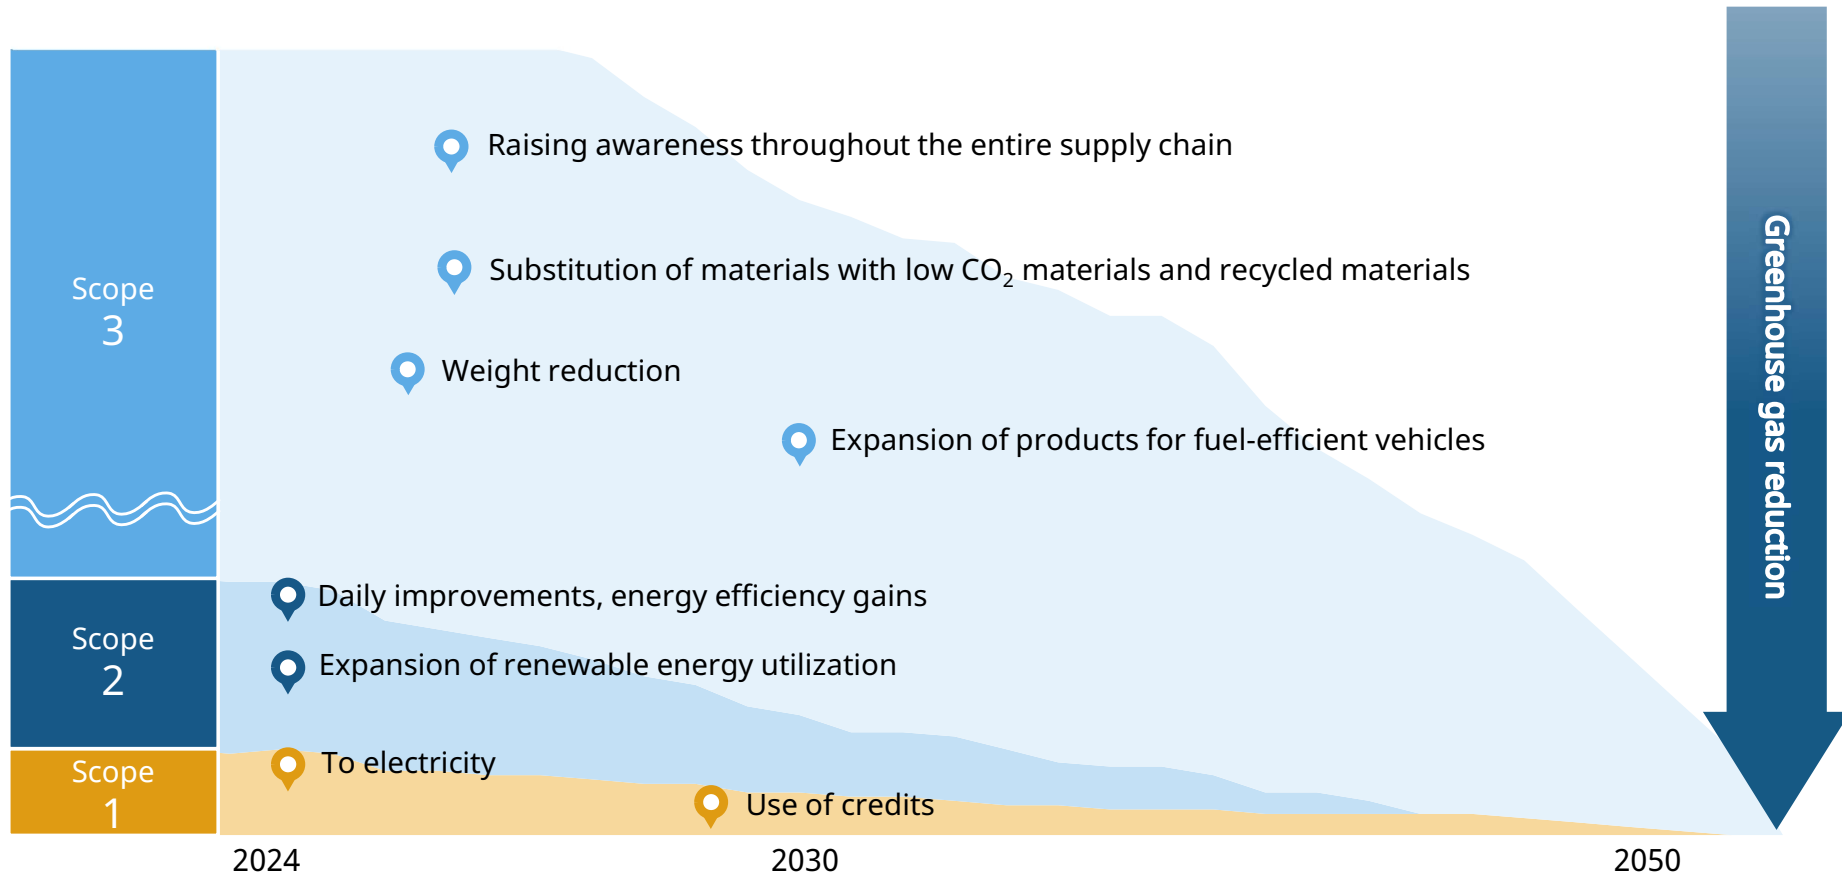 Scope
3
Scope
2
Scope
1
Raising awareness throughout the entire supply chain
Substitution of materials with low CO₂ materials and recycled materials
Weight reduction
Expansion of products for fuel-efficient vehicles
Daily improvements, energy efficiency gains
Expansion of renewable energy utilization
To electricity
Use of credits
Greenhouse gas reduction
2024
2030
2050